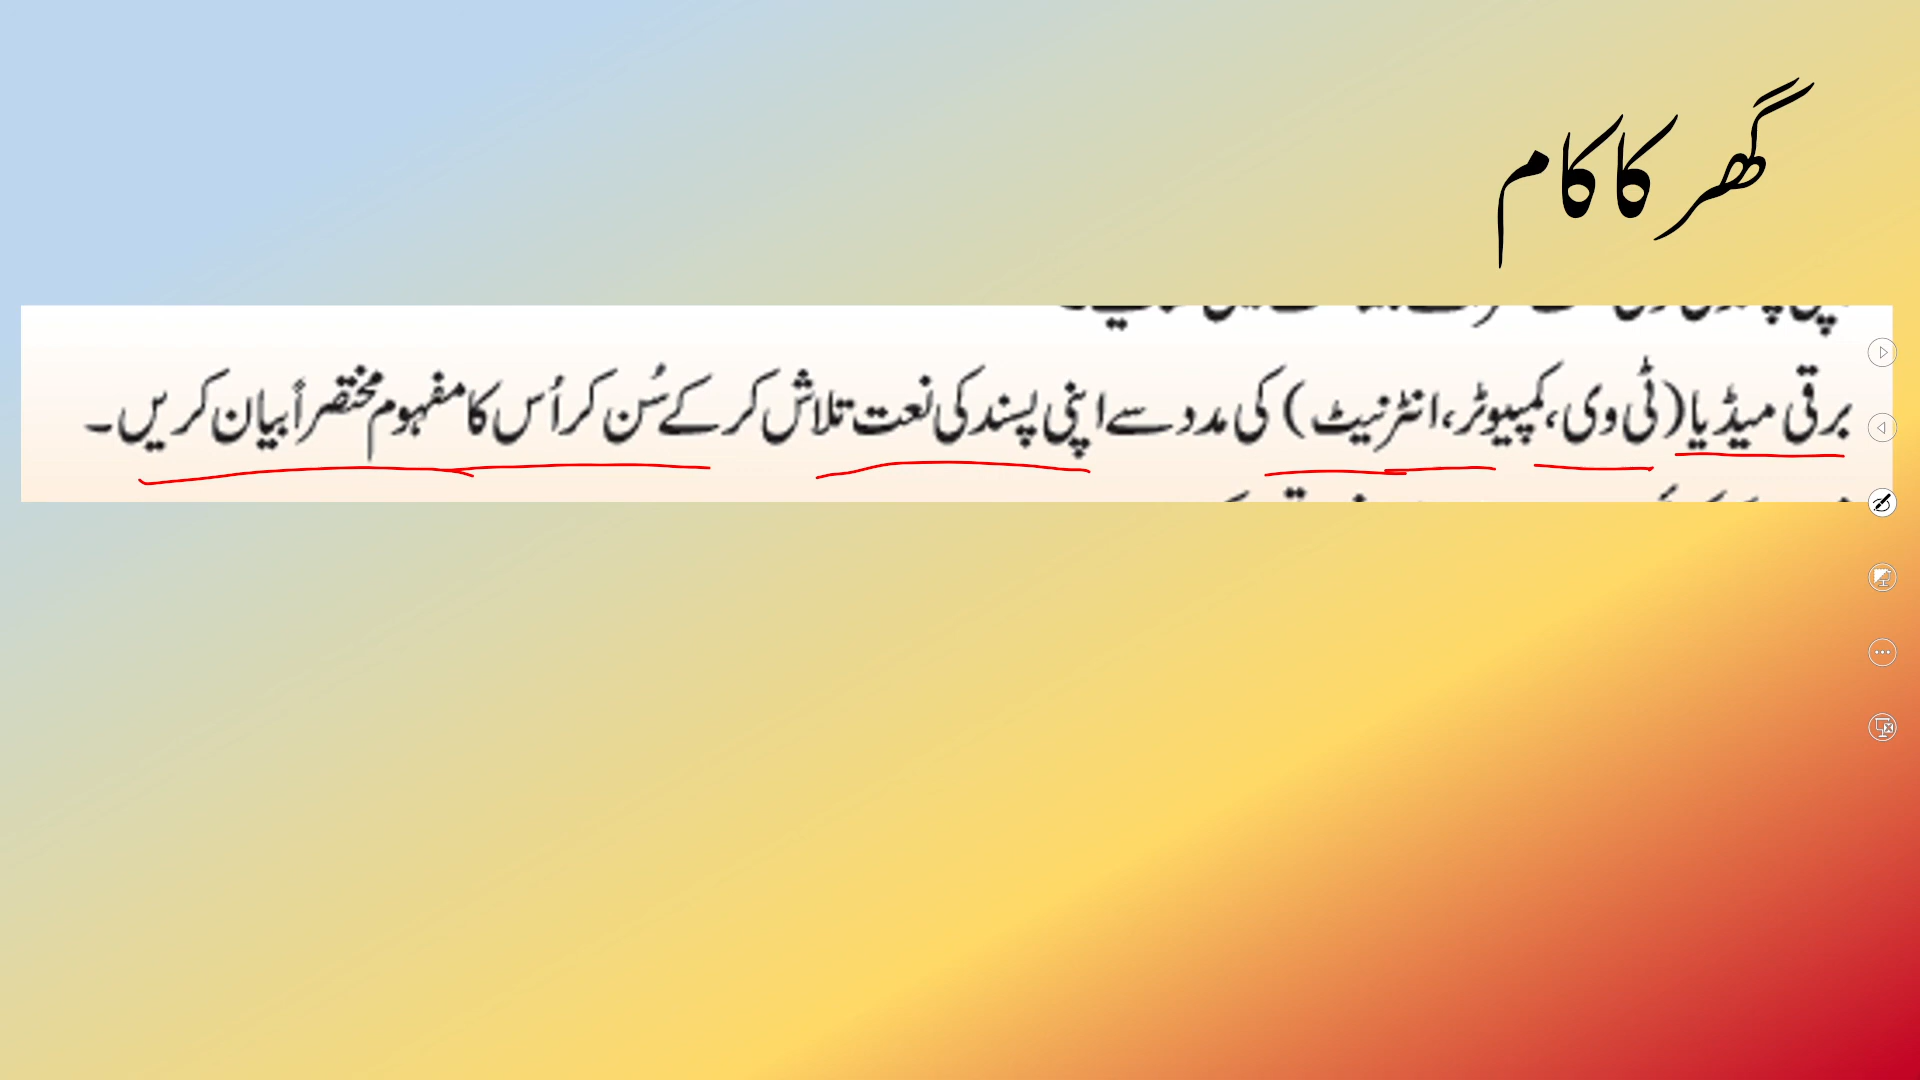 گھر کا کام
برقی میڈیا (ٹی وی، کمپیوٹر، انٹرنیٹ) کی مدد سے اپنی پسند کی نعت تلاش کر کے سُن کر اُس کا مفہوم مختصراً بیان کریں۔